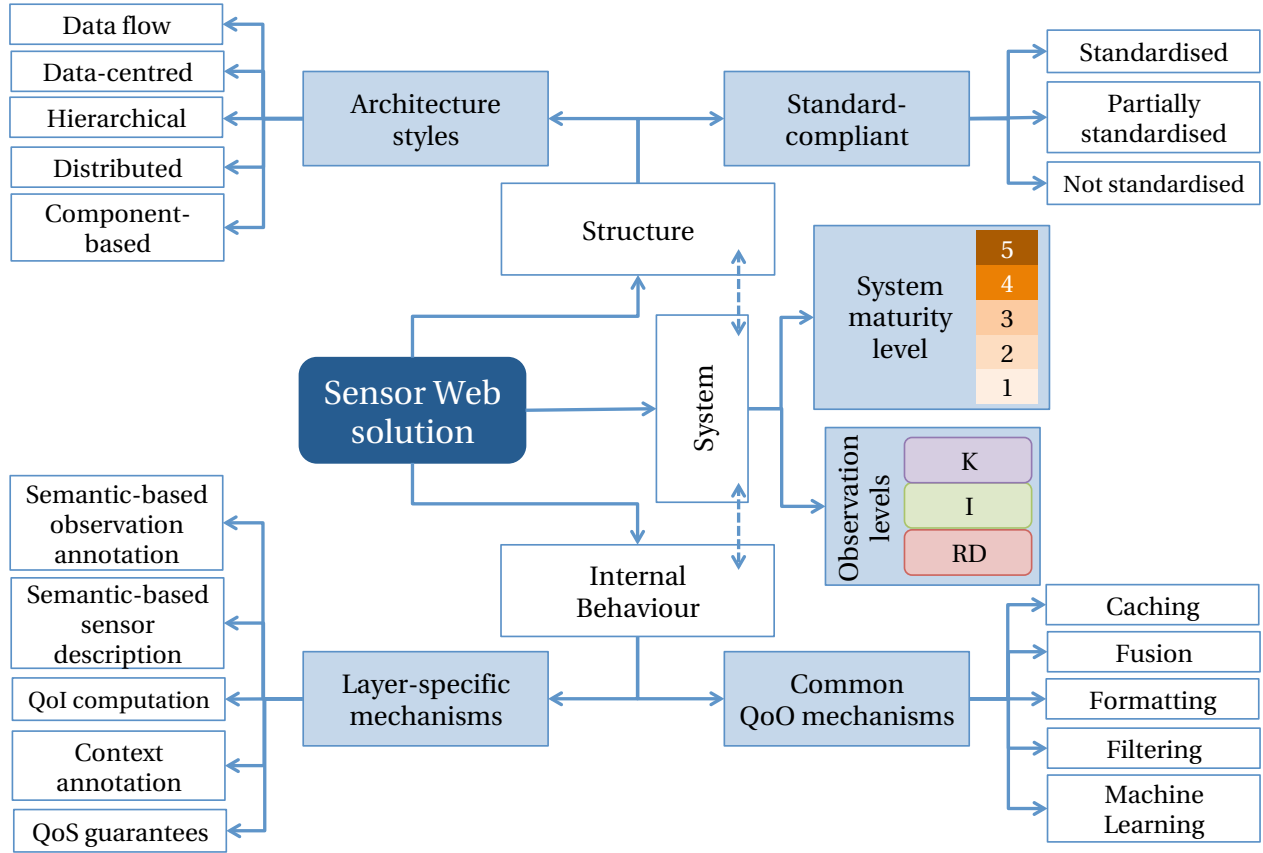 Data flow
Data-centred
Hierarchical
Distributed
Component-
based
Architecture
styles
Standard-
compliant
Standardised
Partially
standardised
Not standardised
Structure
System
maturity
level
5
4
3
2
1
Sensor Web
solution
System
Observation
levels
K
I
RD
Internal
Behaviour
Semantic-based
observation
annotation
Semantic-based
sensor
description
QoI computation
Context
annotation
QoS guarantees
Layer-specific
mechanisms
Common
QoO mechanisms
Caching
Fusion
Formatting
Filtering
Machine
Learning